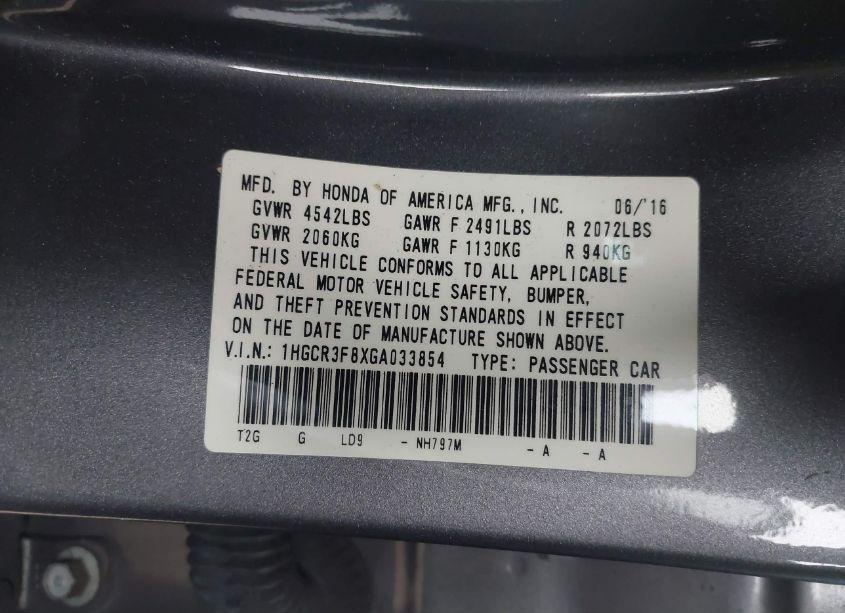 MFD. BY HONDA OF AMERICA MFG., INC. 06/'16
GVWR 4542LBS GAWR F 2491LBS R 2072LBS
GVWR 2060KG GAWR F 1130KG R 940KG
THIS VEHICLE CONFORMS TO ALL APPLICABLE
FEDERAL MOTOR VEHICLE SAFETY, BUMPER,
AND THEFT PREVENTION STANDARDS IN EFFECT
ON THE DATE OF MANUFACTURE SHOWN ABOVE.
V.I.N.: 1HGCR3F8XGA033854 TYPE: PASSENGER CAR
T2G G LD9 - NH797M - A - A